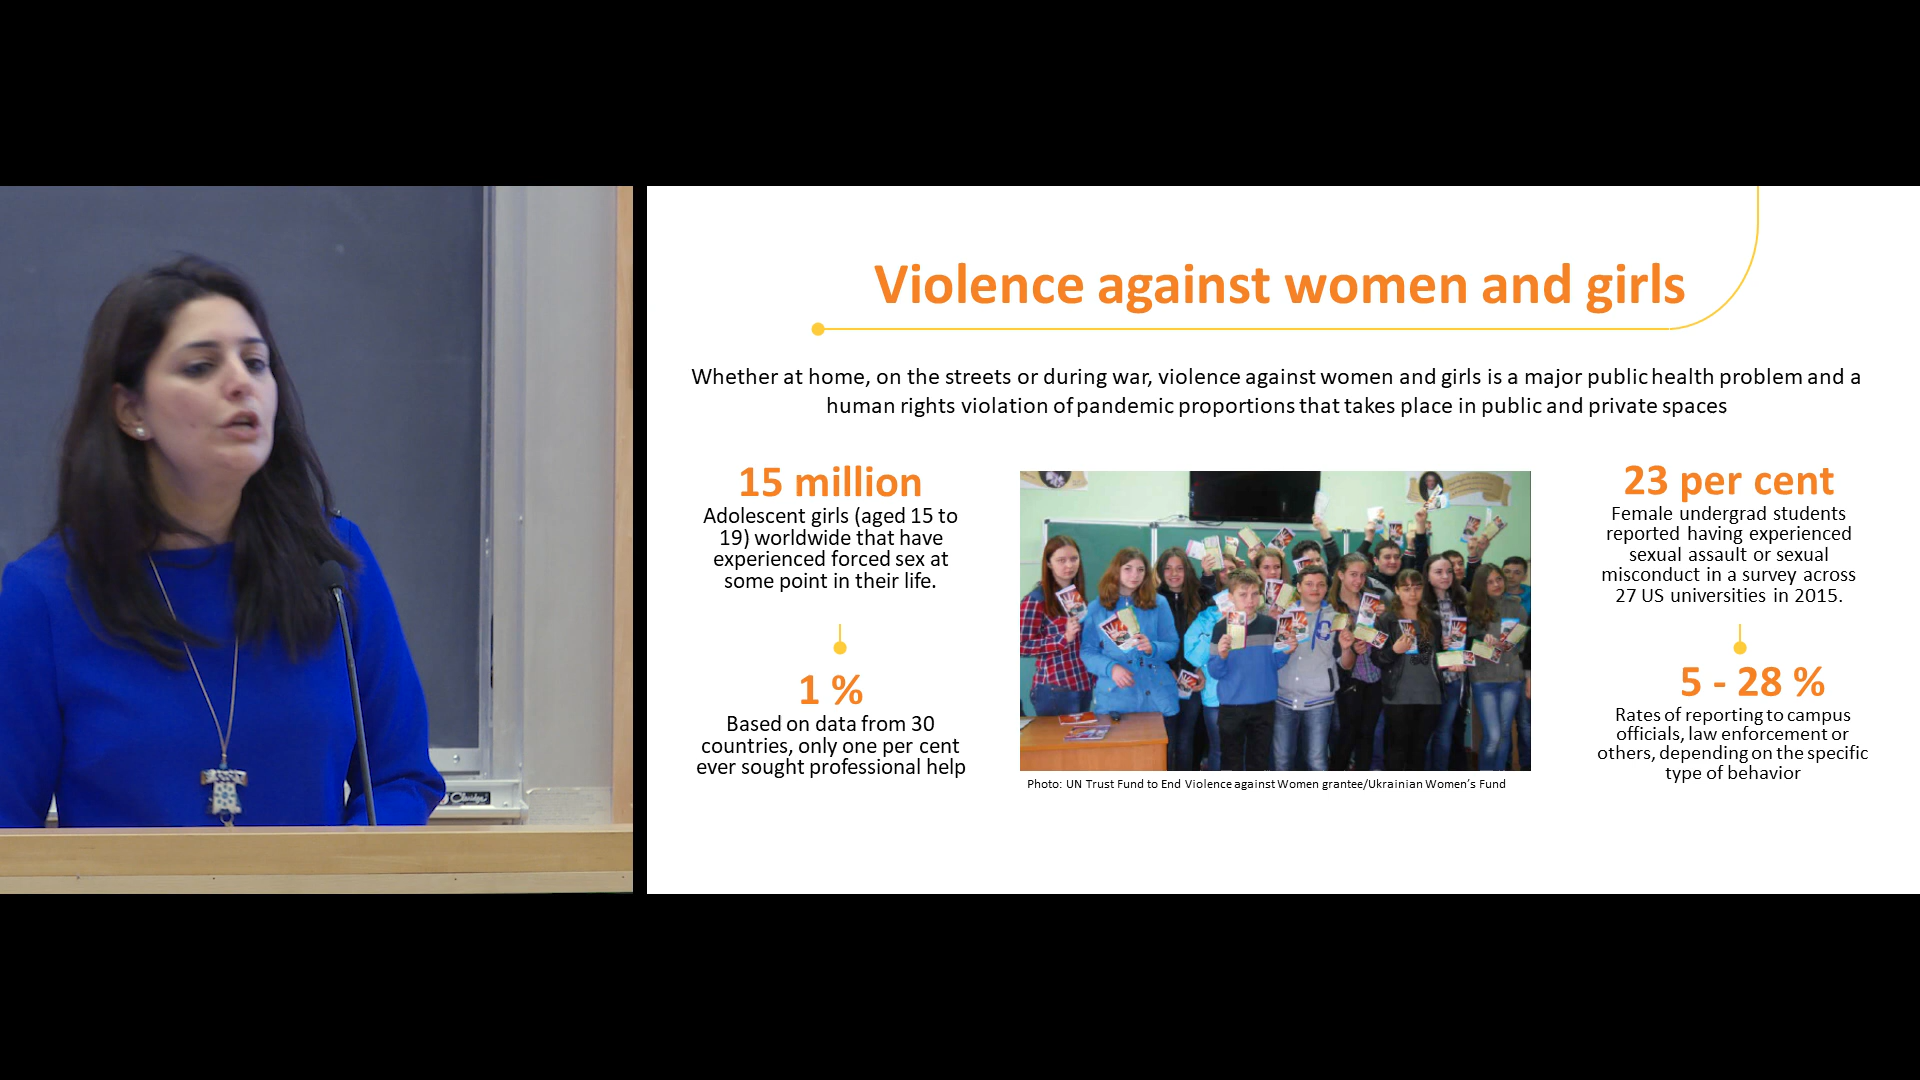 Violence against women and girls
Whether at home, on the streets or during war, violence against women and girls is a major public health problem and a
human rights violation of pandemic proportions that takes place in public and private spaces
15 million
Adolescent girls (aged 15 to
19) worldwide that have
experienced forced sex at
some point in their life.
1 %
Based on data from 30
countries, only one per cent
ever sought professional help
Photo: UN Trust Fund to End Violence against Women grantee/Ukrainian Women's Fund
23 per cent
Female undergrad students
reported having experienced
sexual assault or sexual
misconduct in a survey across
27 US universities in 2015.
5 - 28 %
Rates of reporting to campus
officials, law enforcement or
others, depending on the specific
type of behavior